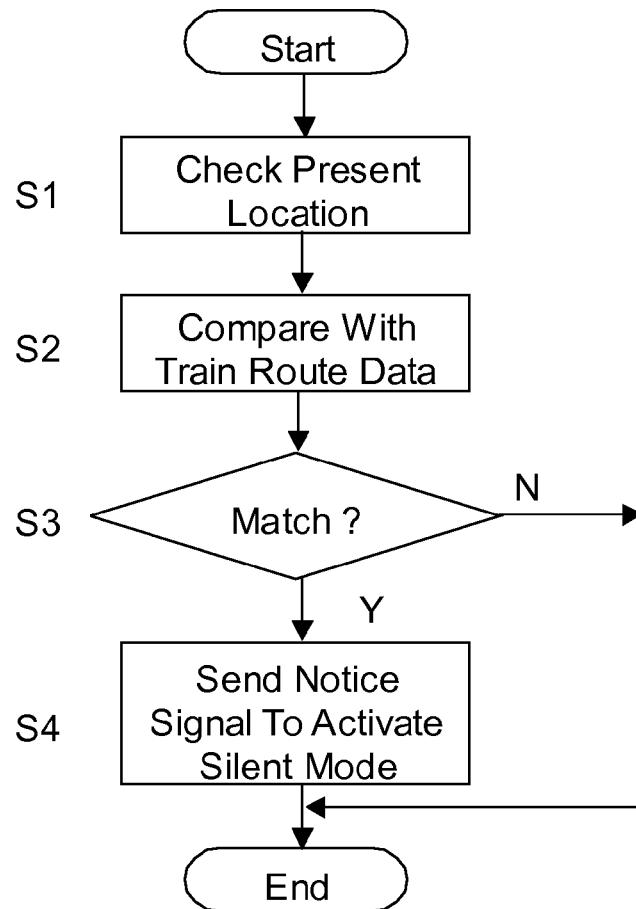 Start
S1
Check Present
Location
S2
Compare With
Train Route Data
S3
Match ?
N
Y
S4
Send Notice
Signal To Activate
Silent Mode
End